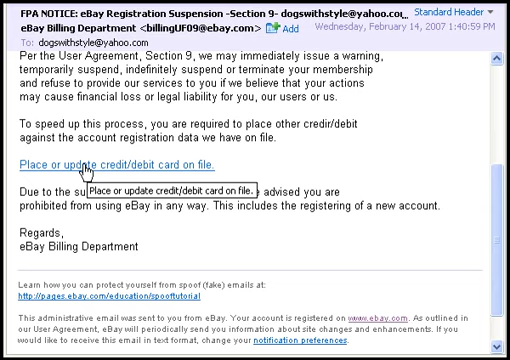 FPA NOTICE: eBay Registration Suspension -Section 9- dogswithstyle@yahoo.co
Standard Header
eBay Billing Department <billingUF09@ebay.com> Add
Wednesday, February 14, 2007 1:40:59 PM
To: dogswithstyle@yahoo.com
Per the User Agreement, Section 9, we may immediately issue a warning,
temporarily suspend, indefinitely suspend or terminate your membership
and refuse to provide our services to you if we believe that your actions
may cause financial loss or legal liability for you, our users or us.
To speed up this process, you are required to place other credir/debit
against the account registration data we have on file.
Place or update credit/debit card on file.
Place or update credit/debit card on file.
Due to the su e advised you are
prohibited from using eBay in any way. This includes the registering of a new account.
Regards,
eBay Billing Department
Learn how you can protect yourself from spoof (fake) emails at:
http://pages.ebay.com/education/spooftutorial
This administrative email was sent to you from eBay. Your account is registered on www.ebay.com. As outlined in
our User Agreement, eBay will periodically send you information about site changes and enhancements. If you
would like to receive this email in text format, change your notification preferences.